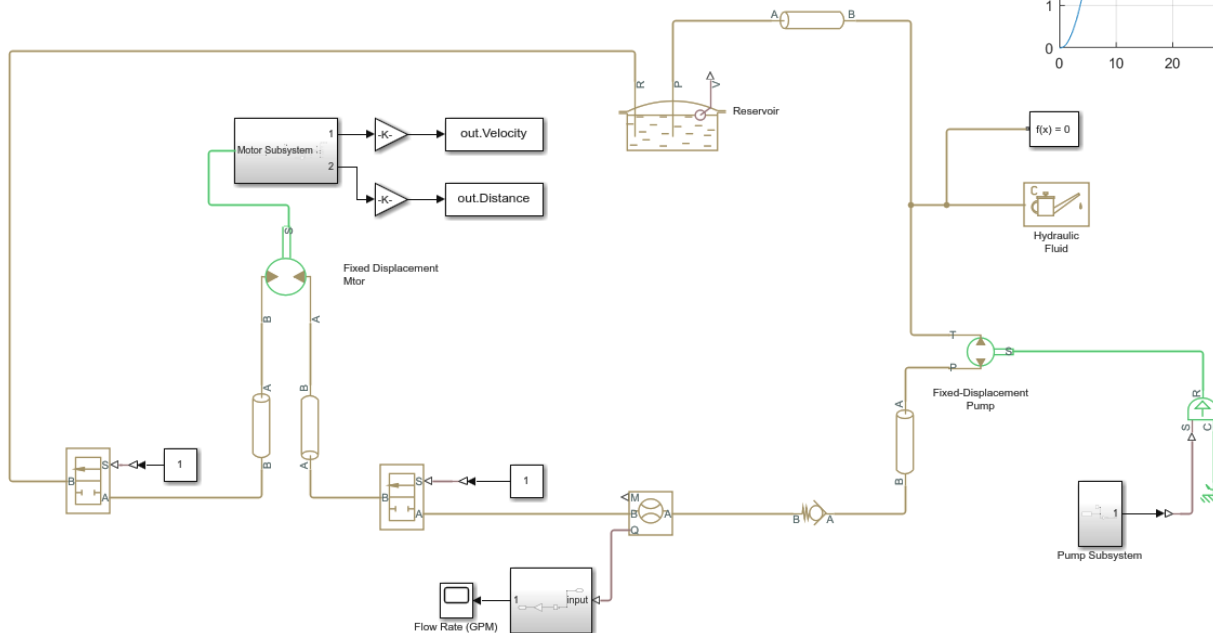 A
B
1
0
0
10
20
R
P
V
Reservoir
f(x) = 0
Motor Subsystem
1
2
-K-
out.Velocity
-K-
out.Distance
C
Hydraulic
Fluid
S
Fixed Displacement
Mtor
B
A
T
S
P
Fixed-Displacement
Pump
A
B
A
B
R
S
C
B
A
A
B
S
B
A
1
S
B
A
1
M
B
A
Q
B
A
1
Pump Subsystem
1
input
Flow Rate (GPM)